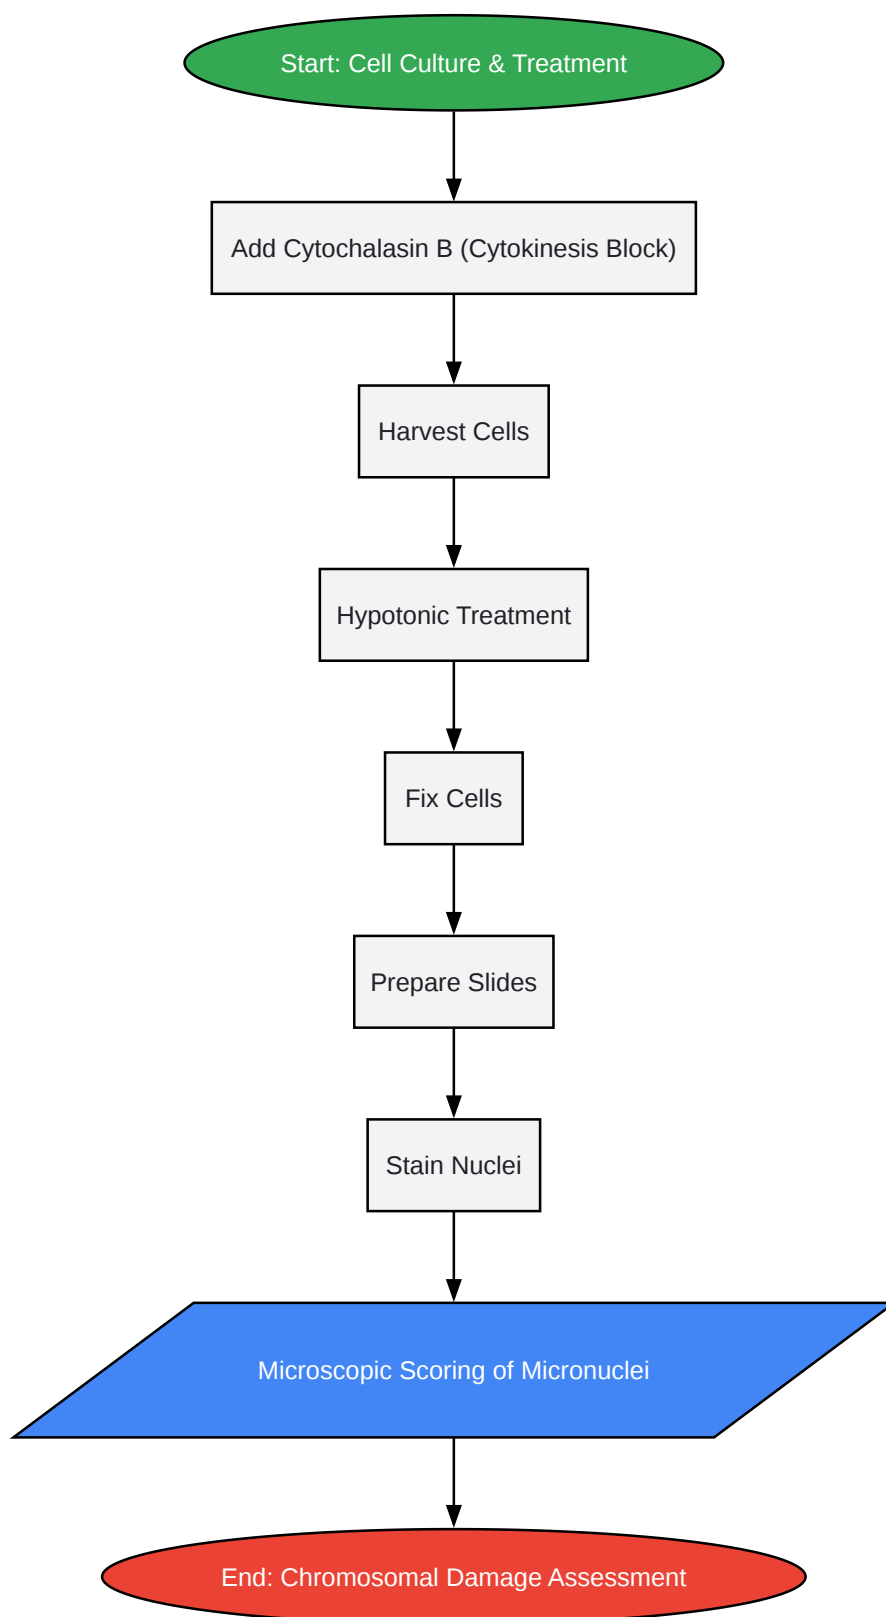 Start: Cell Culture & Treatment
Add Cytochalasin B (Cytokinesis Block)
Harvest Cells
Hypotonic Treatment
Fix Cells
Prepare Slides
Stain Nuclei
Microscopic Scoring of Micronuclei
End: Chromosomal Damage Assessment